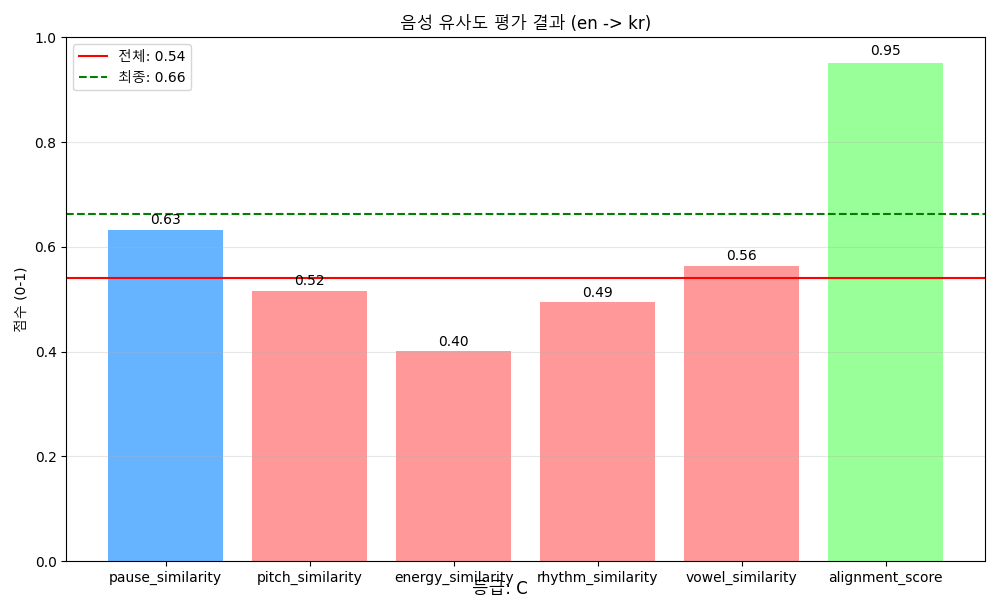 음성 유사도 평가 결과 (en -> kr)
전체: 0.54
최종: 0.66
점수 (0-1)
1.0
0.8
0.6
0.4
0.2
0.0
0.63
0.52
0.40
0.49
0.56
0.95
pause_similarity
pitch_similarity
energy_similarity
rhythm_similarity
vowel_similarity
alignment_score
등급: C